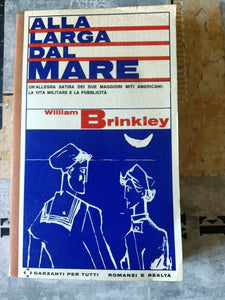 ALLA
LARGA
DAL
MARE
UN'ALLEGRA SATIRA DEI DUE MAGGIORI MITI AMERICANI:
LA VITA MILITARE E LA PUBBLICITÀ
William
Brinkley
GARZANTI PER TUTTI ROMANZI E REALTÀ